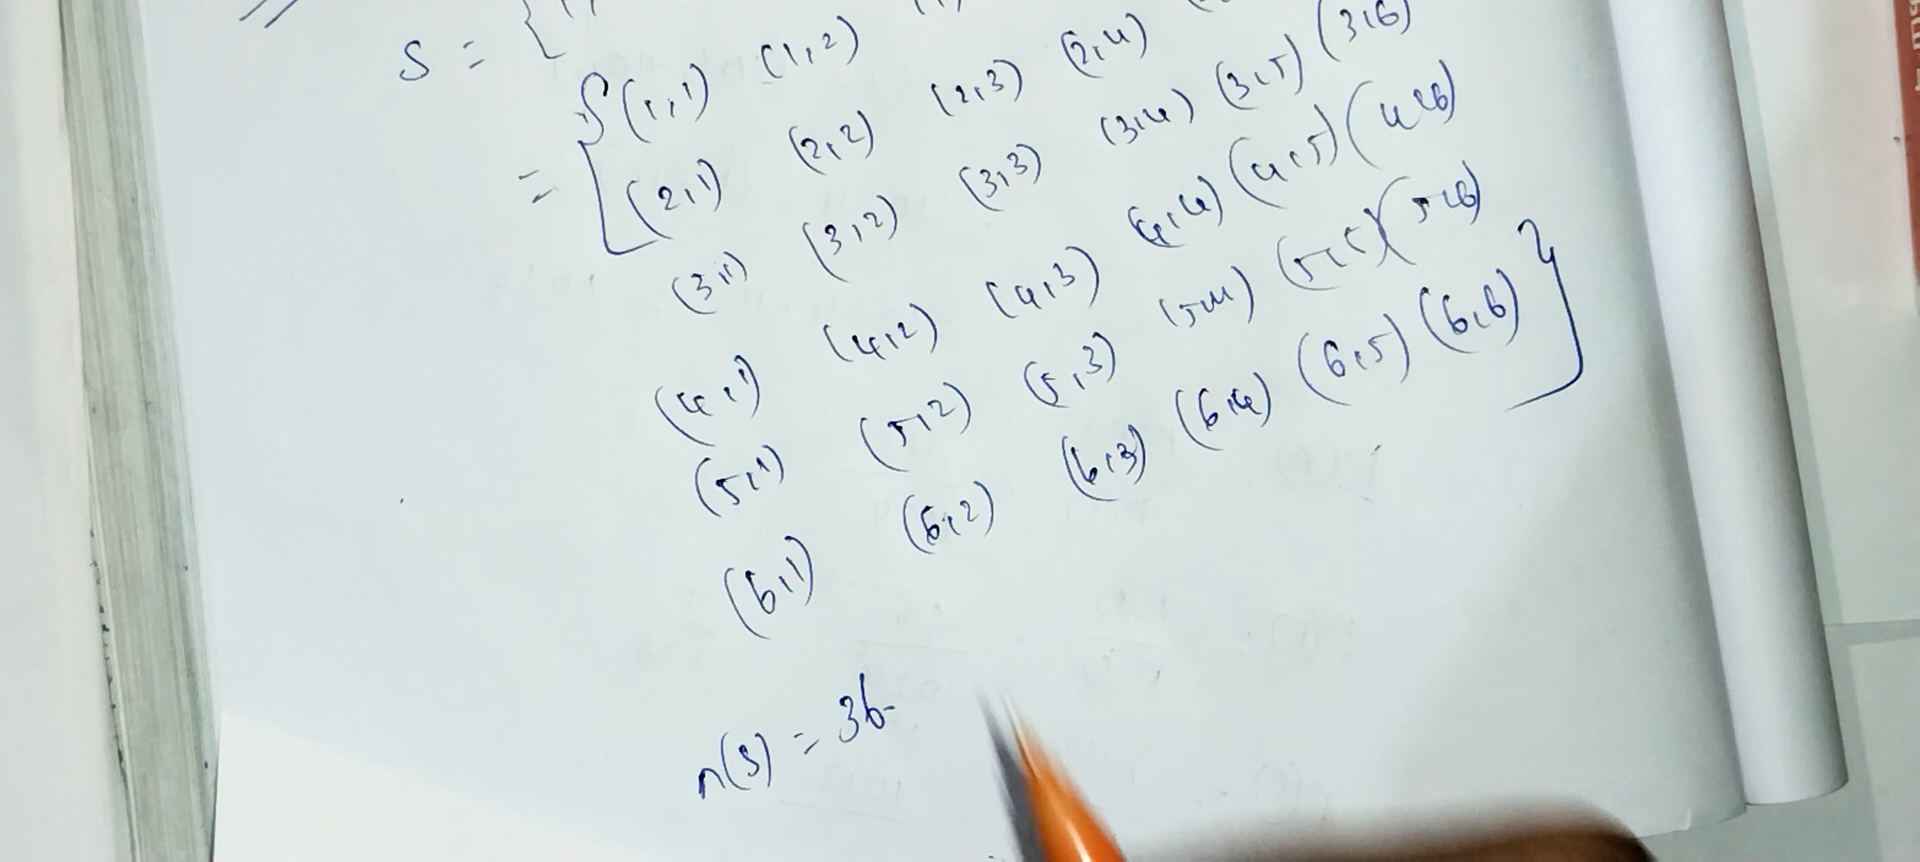 S = {
= {(1,1) (1,2)
(2,1) (2,2) (2,3) (2,4)
(3,1) (3,2) (3,3) (3,4) (3,5) (3,6)
(4,1) (4,2) (4,3) (4,4) (4,5) (4,6)
(5,1) (5,2) (5,3) (5,4) (5,5) (5,6)
(6,1) (6,2) (6,3) (6,4) (6,5) (6,6)}
n(S) = 36